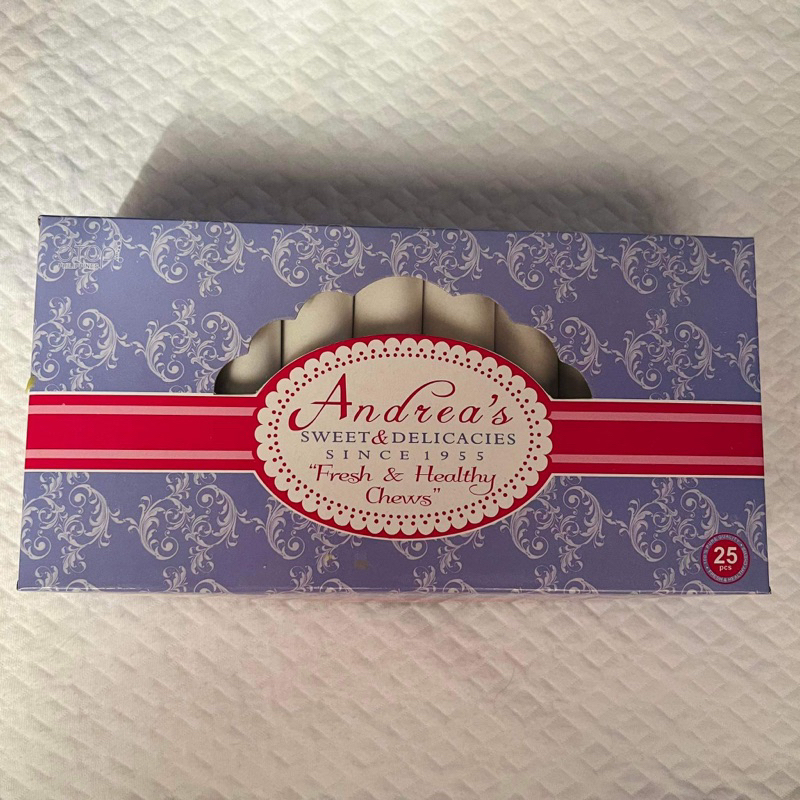 Andrea's
SWEET&DELICACIES
SINCE 1955
"Fresh & Healthy
Chews"
25
pcs